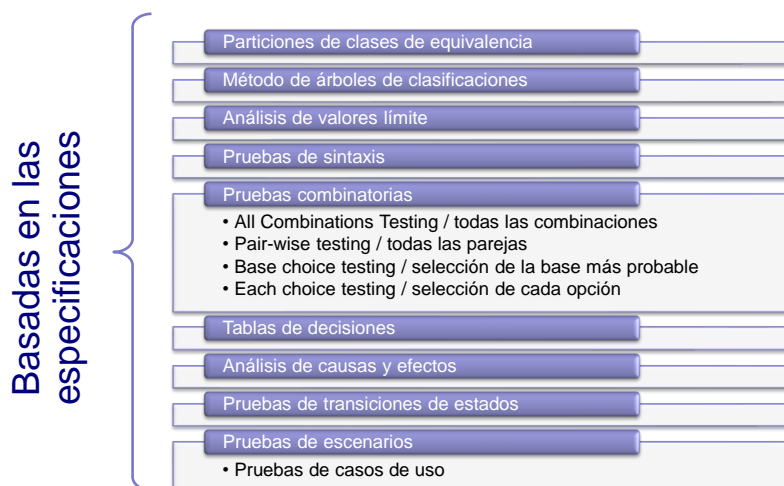 Basadas en las
especificaciones
Particiones de clases de equivalencia
Método de árboles de clasificaciones
Análisis de valores límite
Pruebas de sintaxis
Pruebas combinatorias
• All Combinations Testing / todas las combinaciones
• Pair-wise testing / todas las parejas
• Base choice testing / selección de la base más probable
• Each choice testing / selección de cada opción
Tablas de decisiones
Análisis de causas y efectos
Pruebas de transiciones de estados
Pruebas de escenarios
• Pruebas de casos de uso